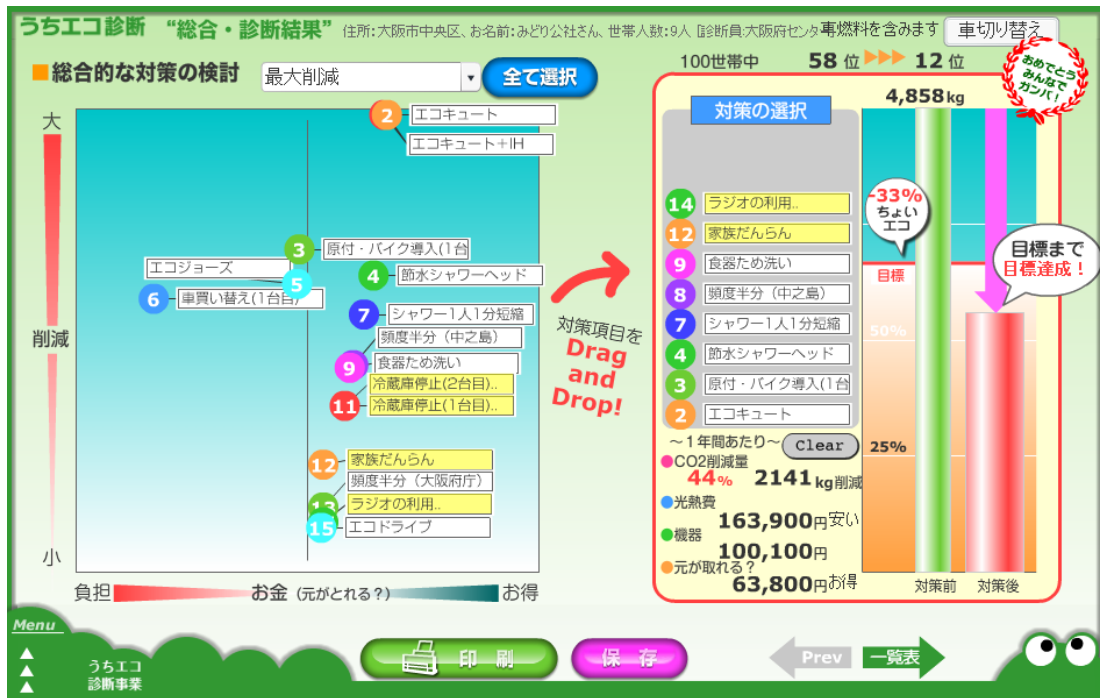 うちエコ診断 “総合・診断結果” 住所:大阪市中央区、お名前:みどり公社さん、世帯人数:9人 [診断員:大阪府センタ
車燃料を含みます 車切り替え
■総合的な対策の検討 最大削減 全て選択
100世帯中 58 位 12 位
おめでとう
みんなで
ガンバ!
大
削減
小
2 エコキュート
エコキュート+IH
3 原付・バイク導入(1台
エコジョーズ
5
4 節水シャワーヘッド
6 車買い替え(1台目)
7 シャワー1人1分短縮
頻度半分(中之島)
9 食器ため洗い
冷蔵庫停止(2台目)..
11 冷蔵庫停止(1台目)..
12 家族だんらん
頻度半分(大阪府庁)
13 ラジオの利用..
15 エコドライブ
負担 お金 (元がとれる?) お得
対策項目を
Drag
and
Drop!
対策の選択
14 ラジオの利用..
12 家族だんらん
9 食器ため洗い
8 頻度半分(中之島)
7 シャワー1人1分短縮
4 節水シャワーヘッド
3 原付・バイク導入(1台
2 エコキュート
～1年間あたり～ Clear
●CO2削減量
44% 2141 kg削減
●光熱費
163,900円安い
●機器
100,100円
●元が取れる?
63,800円お得
4,858kg
-33%
ちょい
エコ
目標
50%
25%
目標まで
目標達成!
対策前 対策後
Menu
うちエコ
診断事業
印 刷
保 存
Prev
一覧表